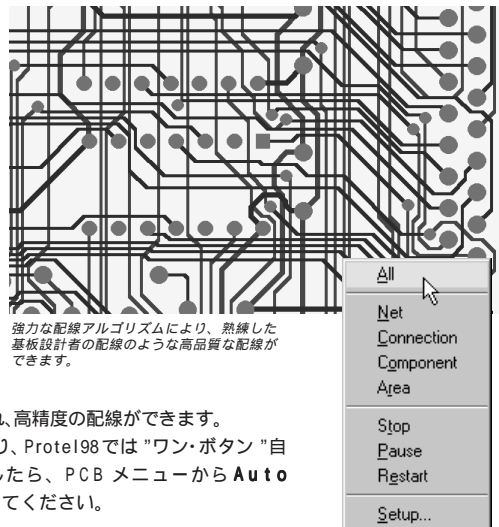 強力な配線アルゴリズムにより、熟練した
基板設計者の配線のような高品質な配線が
できます。
All
Net
Connection
Component
Area
Stop
Pause
Restart
Setup...
れ、高精度の配線ができます。
り、Protel98では "ワン・ボタン "自
したら、PCB メニューから Auto
てください。